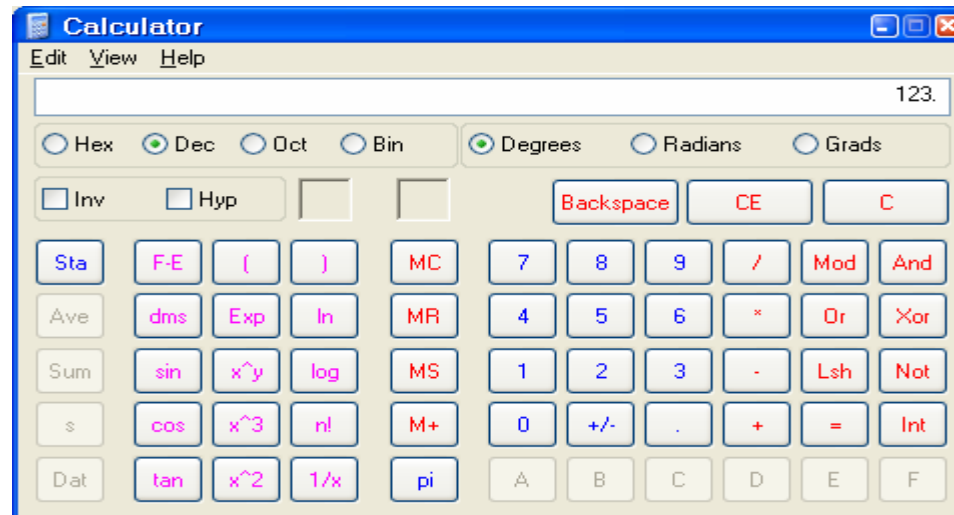 Calculator
Edit View Help
123.
Hex Dec Oct Bin Degrees Radians Grads
Inv Hyp Backspace CE C
Sta F-E ( ) MC 7 8 9 / Mod And
Ave dms Exp ln MR 4 5 6 * Or Xor
Sum sin x^y log MS 1 2 3 - Lsh Not
s cos x^3 n! M+ 0 +/- . + = Int
Dat tan x^2 1/x pi A B C D E F